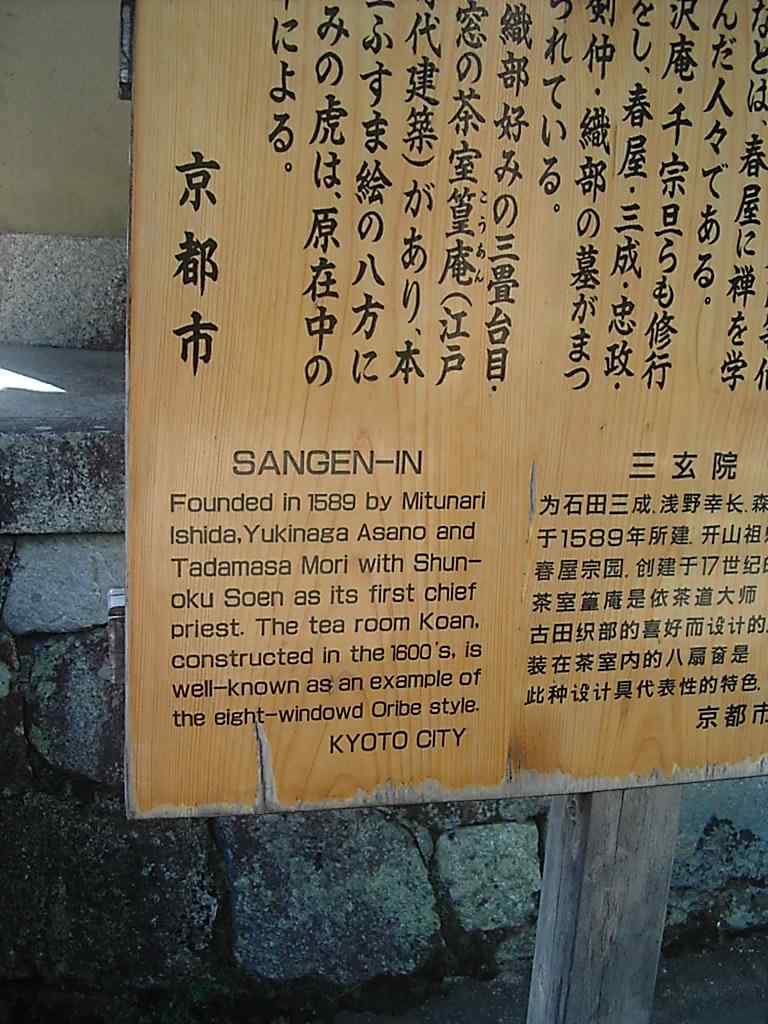 などは、春屋に禅を学
んだ人々である。
沢庵・千宗旦らも修行
をし、春屋・三成・忠政・
剣仲・織部の墓がまつ
られている。
織部好みの三畳台目・
窓の茶室篁庵(江戸
こうあん
時代建築)があり、本
ふすま絵の八方に
みの虎は、原在中の
による。
京都市
SANGEN-IN
Founded in 1589 by Mitunari
Ishida,Yukinaga Asano and
Tadamasa Mori with Shun-
oku Soen as its first chief
priest. The tea room Koan,
constructed in the 1600's, is
well-known as an example of
the eight-windowd Oribe style.
KYOTO CITY
三玄院
为石田三成.浅野幸长.森
于1589年所建.开山祖
春屋宗园.创建于17世纪
茶室篁庵是依茶道大师
古田织部的喜好而设计的.
装在茶室内的八扇窗是
此种设计具代表性的特色.
京都市